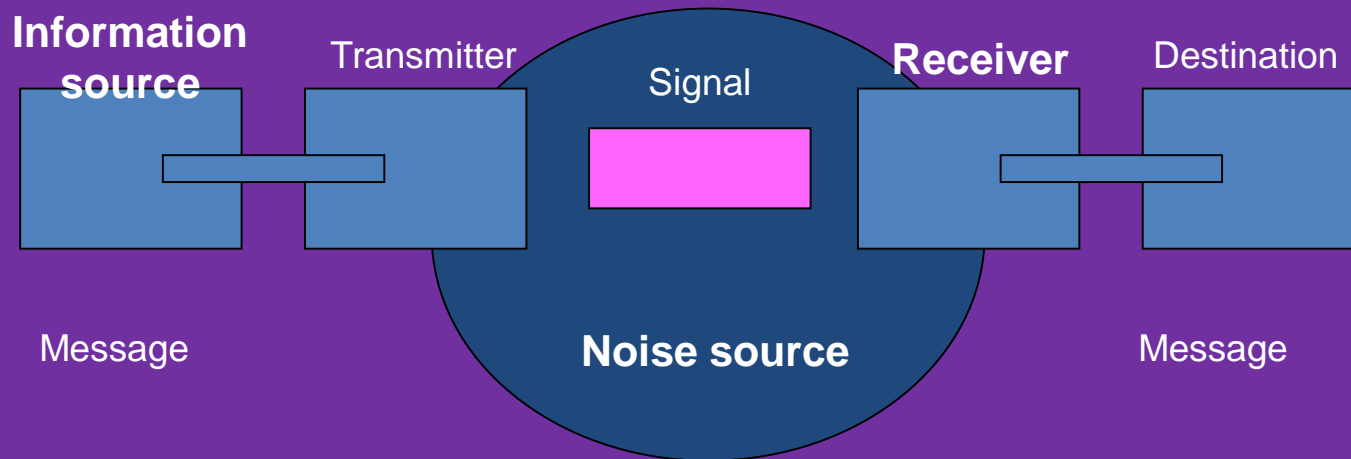 Information
source
Transmitter
Signal
Receiver
Destination
Message
Noise source
Message